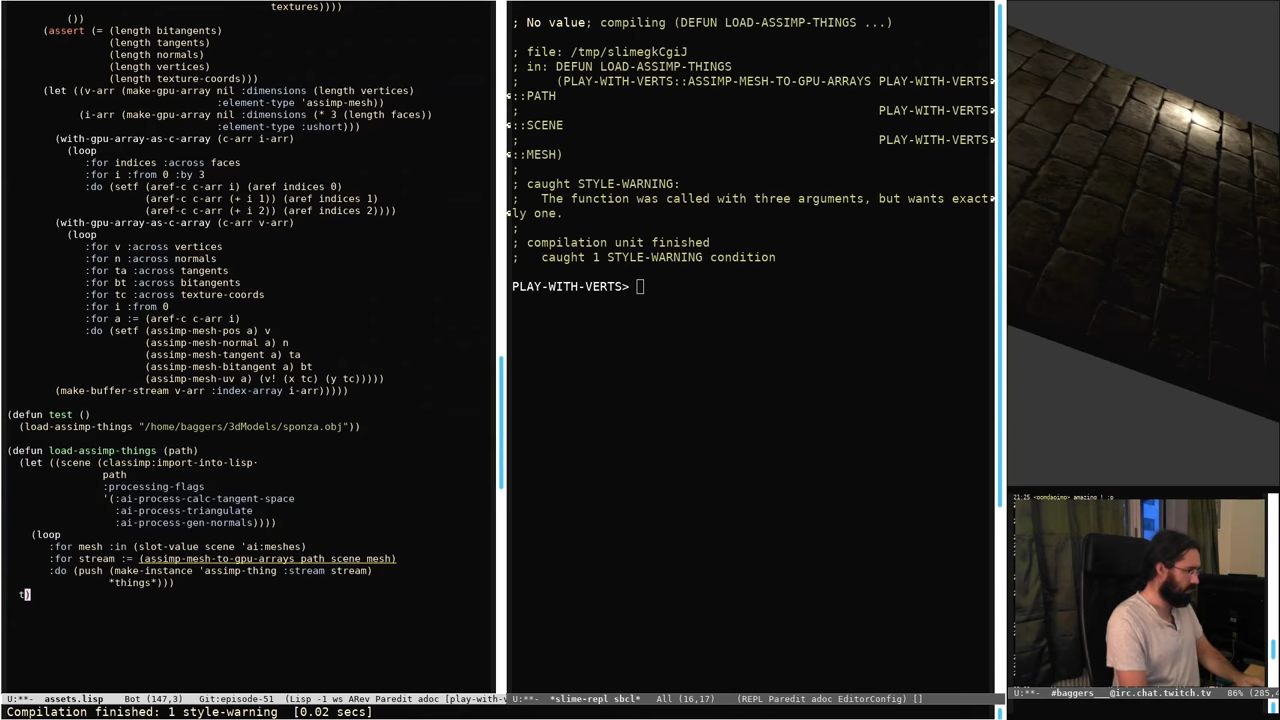 textures))))
())
(assert (= (length bitangents)
(length tangents)
(length normals)
(length vertices)
(length texture-coords)))
(let ((v-arr (make-gpu-array nil :dimensions (length vertices)
:element-type 'assimp-mesh))
(i-arr (make-gpu-array nil :dimensions (* 3 (length faces))
:element-type :ushort)))
(with-gpu-array-as-c-array (c-arr i-arr)
(loop
:for indices :across faces
:for i :from 0 :by 3
:do (setf (aref-c c-arr i) (aref indices 0)
(aref-c c-arr (+ i 1)) (aref indices 1)
(aref-c c-arr (+ i 2)) (aref indices 2))))
(with-gpu-array-as-c-array (c-arr v-arr)
(loop
:for v :across vertices
:for n :across normals
:for ta :across tangents
:for bt :across bitangents
:for tc :across texture-coords
:for i :from 0
:for a := (aref-c c-arr i)
:do (setf (assimp-mesh-pos a) v
(assimp-mesh-normal a) n
(assimp-mesh-tangent a) ta
(assimp-mesh-bitangent a) bt
(assimp-mesh-uv a) (v! (x tc) (y tc)))))
(make-buffer-stream v-arr :index-array i-arr)))))
(defun test ()
(load-assimp-things "/home/baggers/3dModels/sponza.obj"))
(defun load-assimp-things (path)
(let ((scene (classimp:import-into-lisp·
path
:processing-flags
'(:ai-process-calc-tangent-space
:ai-process-triangulate
:ai-process-gen-normals))))
(loop
:for mesh :in (slot-value scene 'ai:meshes)
:for stream := (assimp-mesh-to-gpu-arrays path scene mesh)
:do (push (make-instance 'assimp-thing :stream stream)
*things*)))
t)
U:**- assets.lisp Bot (147,3) Git:episode-51 (Lisp -1 ws ARev Paredit adoc [play-with-v
Compilation finished: 1 style-warning [0.02 secs]
; No value; compiling (DEFUN LOAD-ASSIMP-THINGS ...)
; file: /tmp/slimegkCgiJ
; in: DEFUN LOAD-ASSIMP-THINGS
; (PLAY-WITH-VERTS::ASSIMP-MESH-TO-GPU-ARRAYS PLAY-WITH-VERTS
::PATH
; PLAY-WITH-VERTS
::SCENE
; PLAY-WITH-VERTS
::MESH)
;
; caught STYLE-WARNING:
; The function was called with three arguments, but wants exact
ly one.
;
; compilation unit finished
; caught 1 STYLE-WARNING condition
PLAY-WITH-VERTS>
U:**- *slime-repl sbcl* All (16,17) (REPL Paredit adoc EditorConfig) []
U:**- #baggers___@irc.chat.twitch.tv 86% (285,4